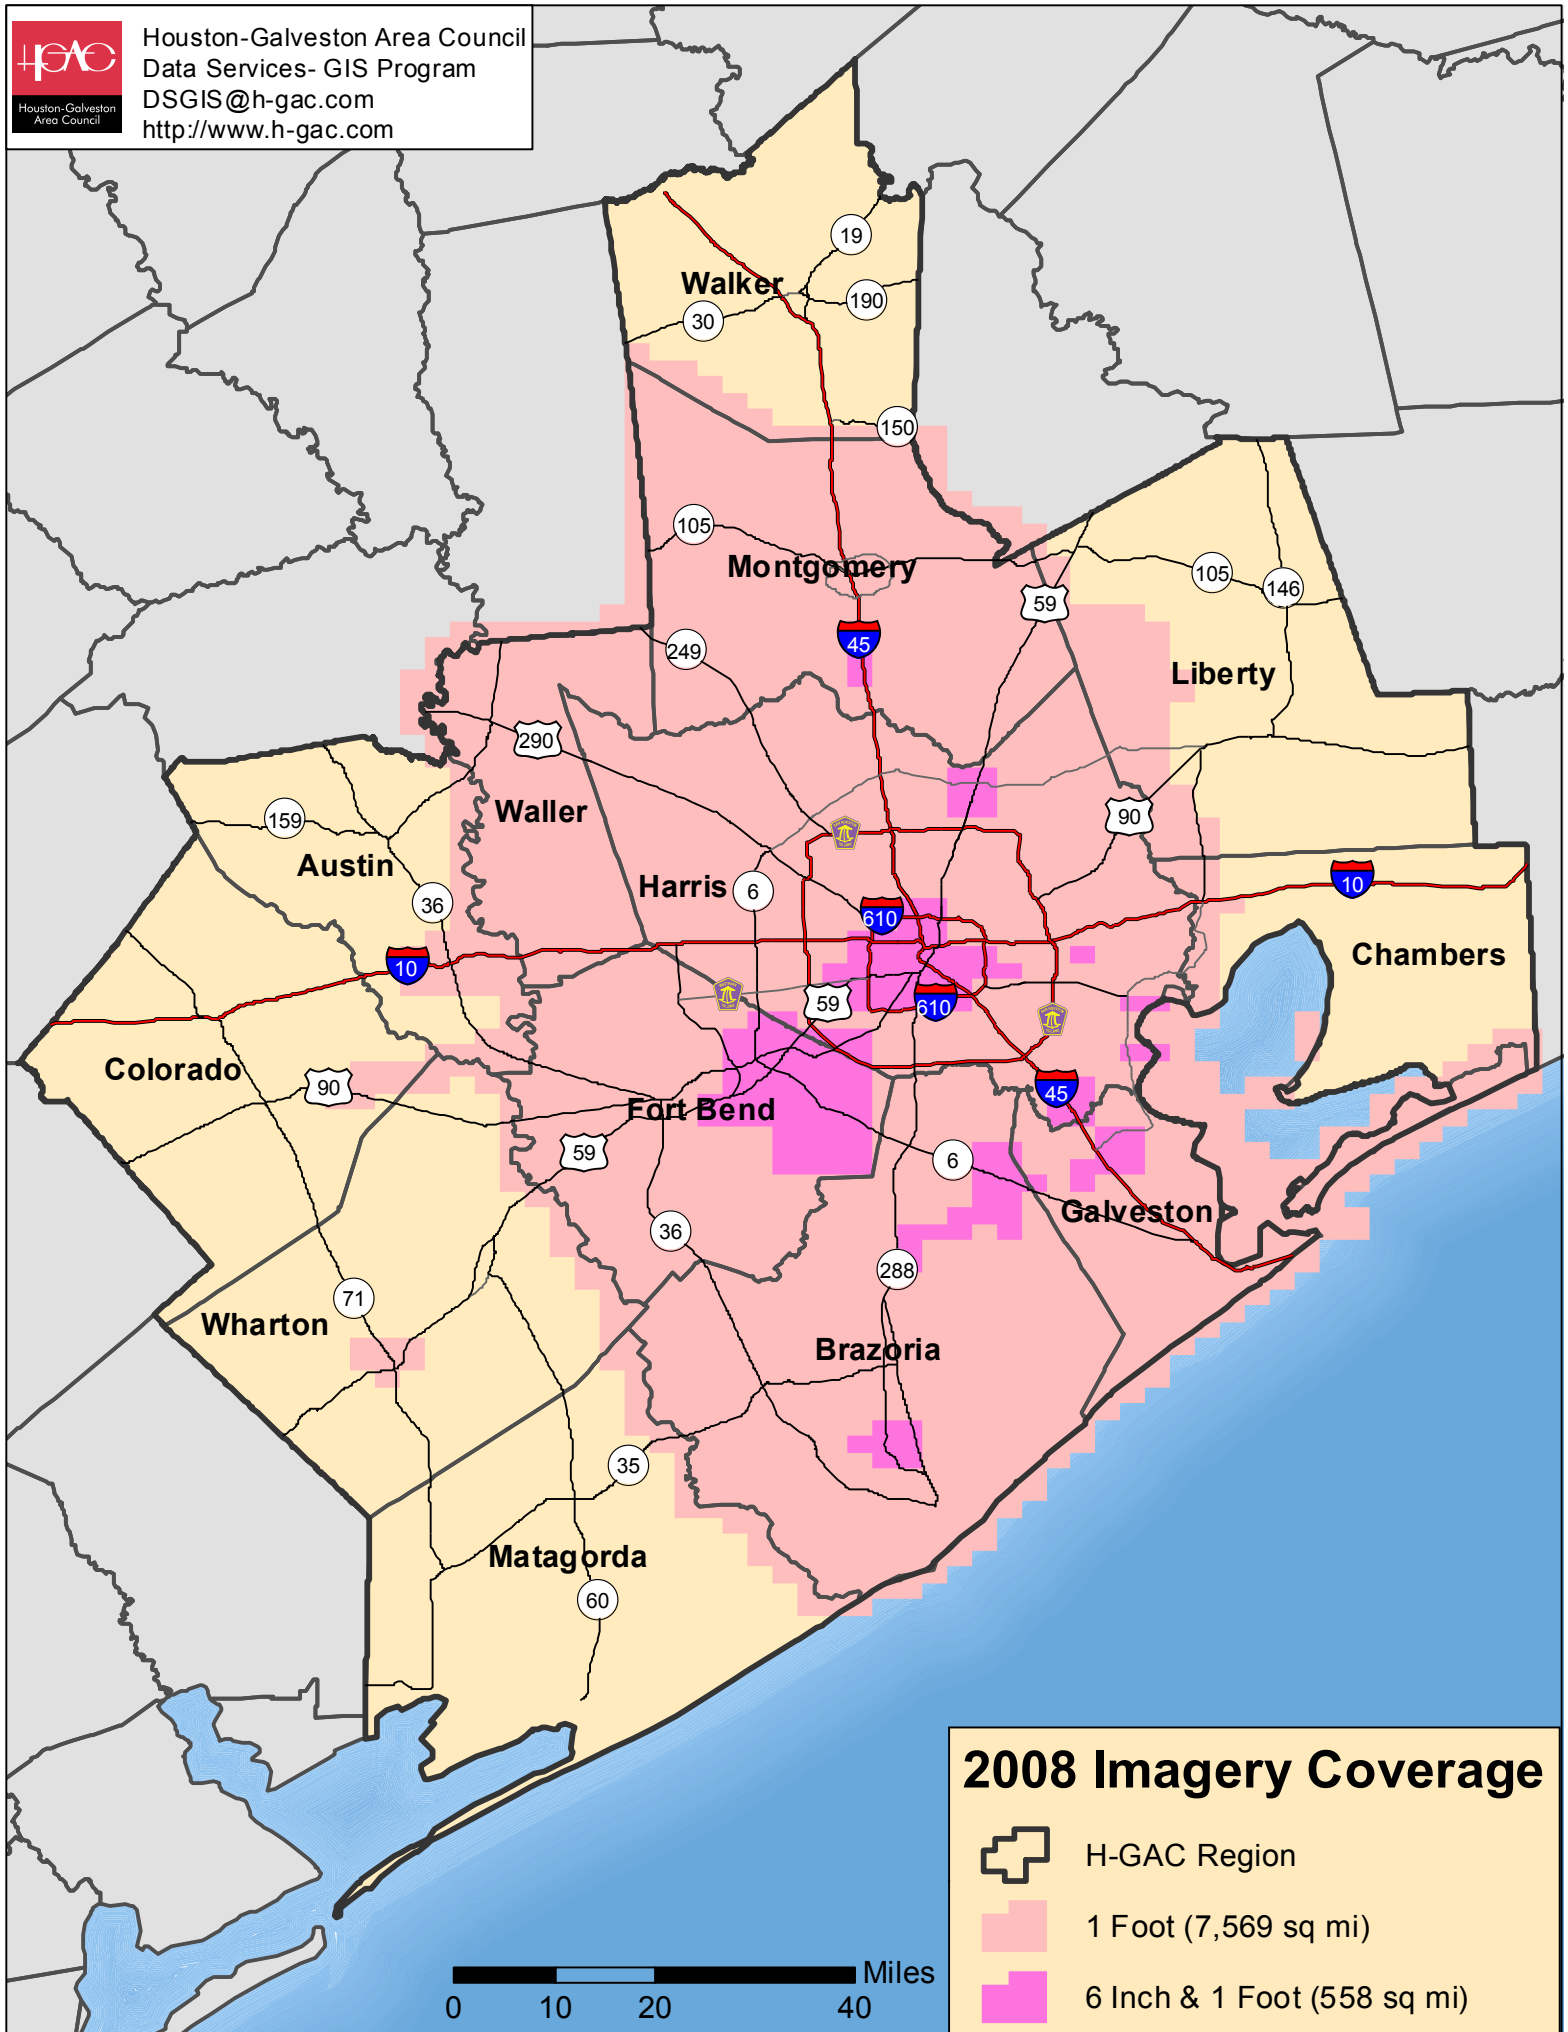 HGAC
Houston-Galveston
Area Council
Houston-Galveston Area Council
Data Services- GIS Program
DSGIS@h-gac.com
http://www.h-gac.com
19
Walker
190
30
150
105
Montgomery
105
146
59
45
249
Liberty
290
Waller
90
159
Austin
Harris
6
36
610
10
10
Chambers
59
610
Colorado
90
45
Fort Bend
59
6
Galveston
36
288
71
Wharton
Brazoria
35
Matagorda
60
2008 Imagery Coverage
H-GAC Region
1 Foot (7,569 sq mi)
6 Inch & 1 Foot (558 sq mi)
Miles
0 10 20 40